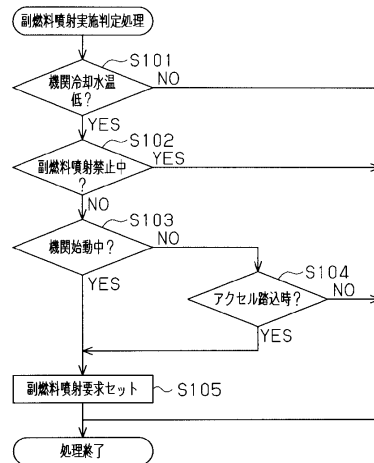 副燃料噴射実施判定処理
S101
機関冷却水温
低?
NO
YES
S102
副燃料噴射禁止中
?
YES
NO
S103
機関始動中?
NO
YES
S104
アクセル踏込時?
NO
YES
副燃料噴射要求セット
S105
処理終了